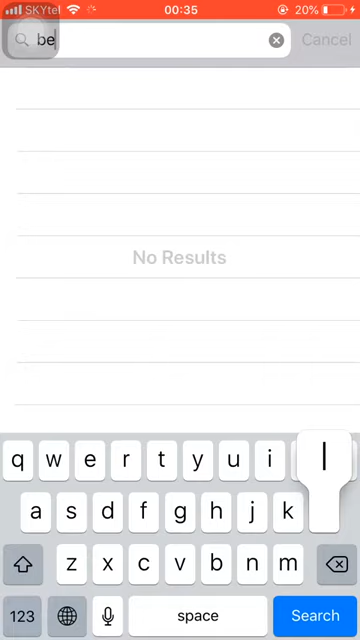 SKYtel 00:35 20%
be Cancel
No Results
q w e r t y u i
l
a s d f g h j k
z x c v b n m
123 space Search